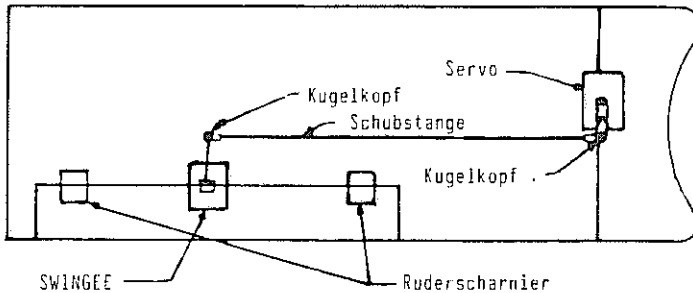 Servo
Kugelkopf
Schubstange
Kugelkopf .
SWINGEE
Ruderscharnier